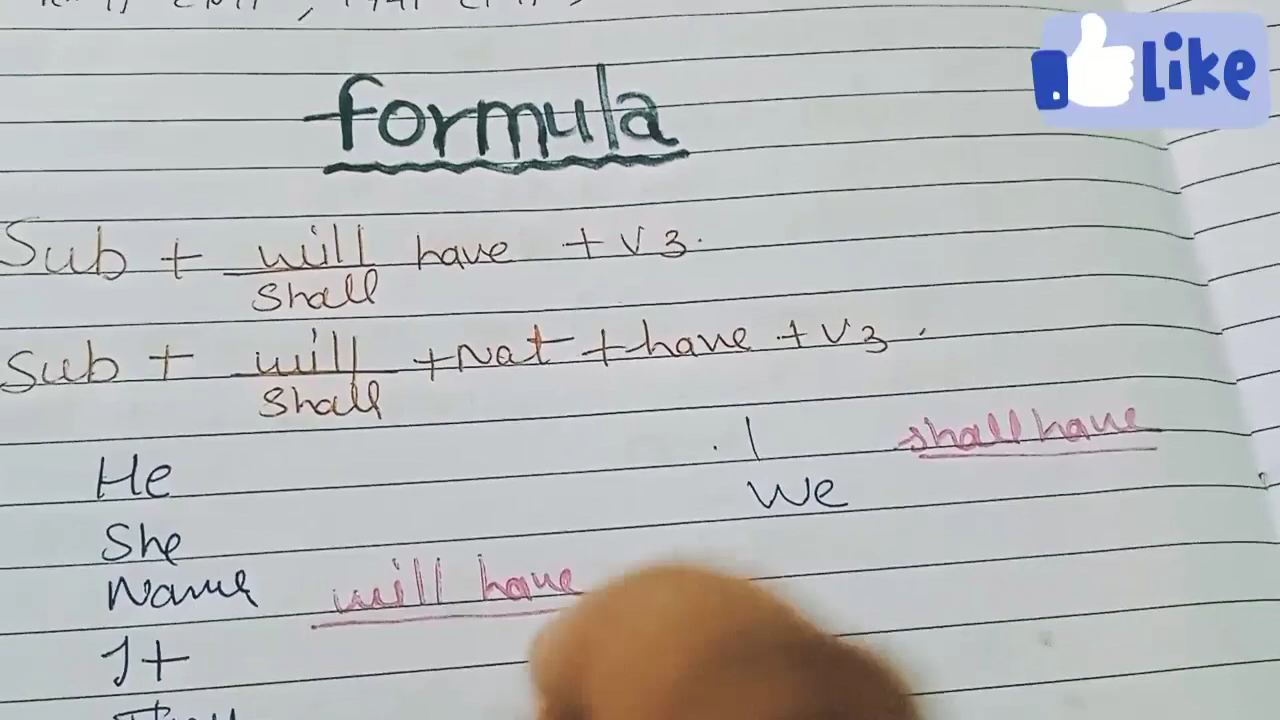 Like
formula
Sub + will have + V3.
shall
Sub + will + Not + have + V3.
shall
He
I shall have
We
She
Name will have
It